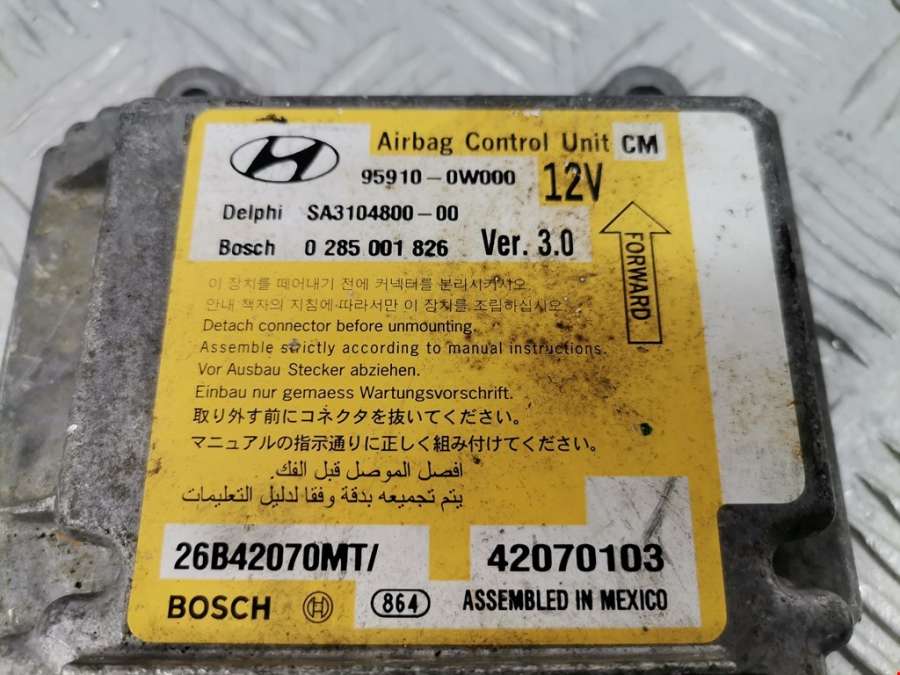 Airbag Control Unit CM
95910-0W000 12V
Delphi SA3104800-00
Bosch 0 285 001 826 Ver. 3.0
FORWARD
이 장치를 떼어내기 전에 커넥터를 분리시키시오.
안내 책자의 지침에 따라서만 이 장치를 조립하십시오.
Detach connector before unmounting.
Assemble strictly according to manual instructions.
Vor Ausbau Stecker abziehen.
Einbau nur gemaess Wartungsvorschrift.
取り外す前にコネクタを抜いてください。
マニュアルの指示通りに正しく組み付けてください。
افصل الموصل قبل الفك.
يتم تجميعه بدقة وفقا لدليل التعليمات
26B42070MT/ 42070103
BOSCH 864 ASSEMBLED IN MEXICO